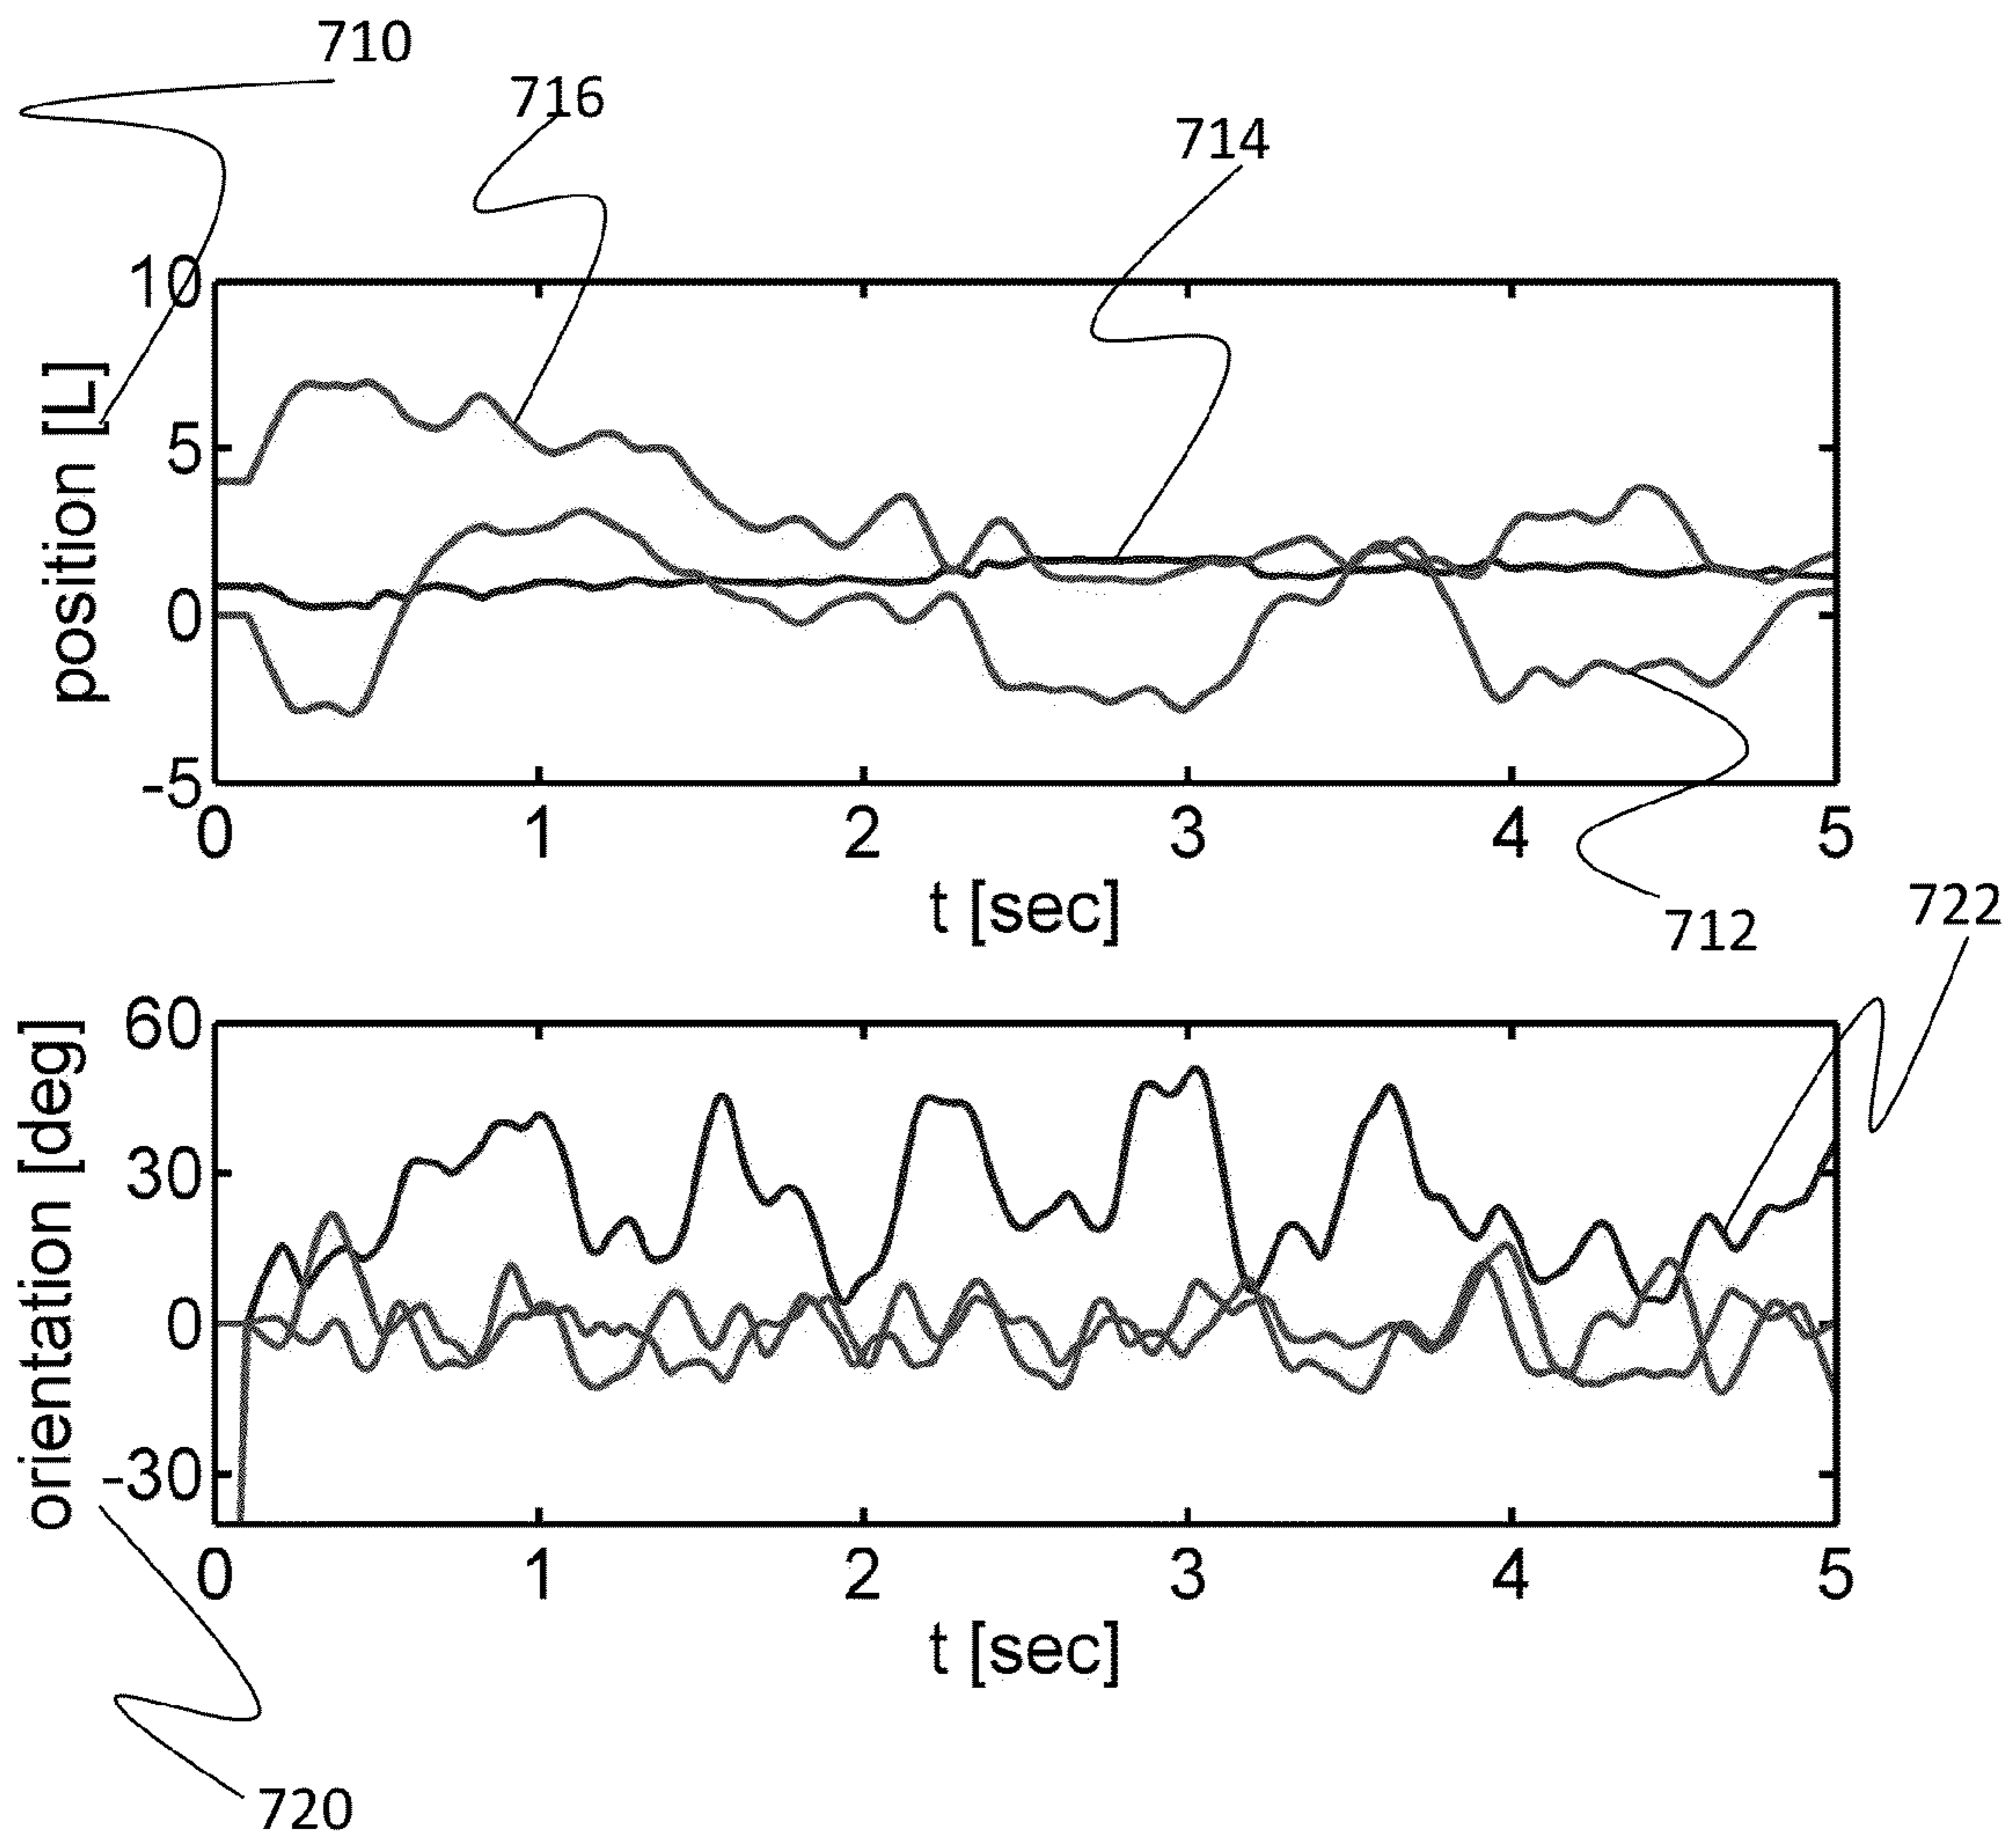 710
716
714
10
5
0
-5
position [L]
0 1 2 3 4 5
t [sec]
712
722
60
30
0
-30
orientation [deg]
0 1 2 3 4 5
t [sec]
720